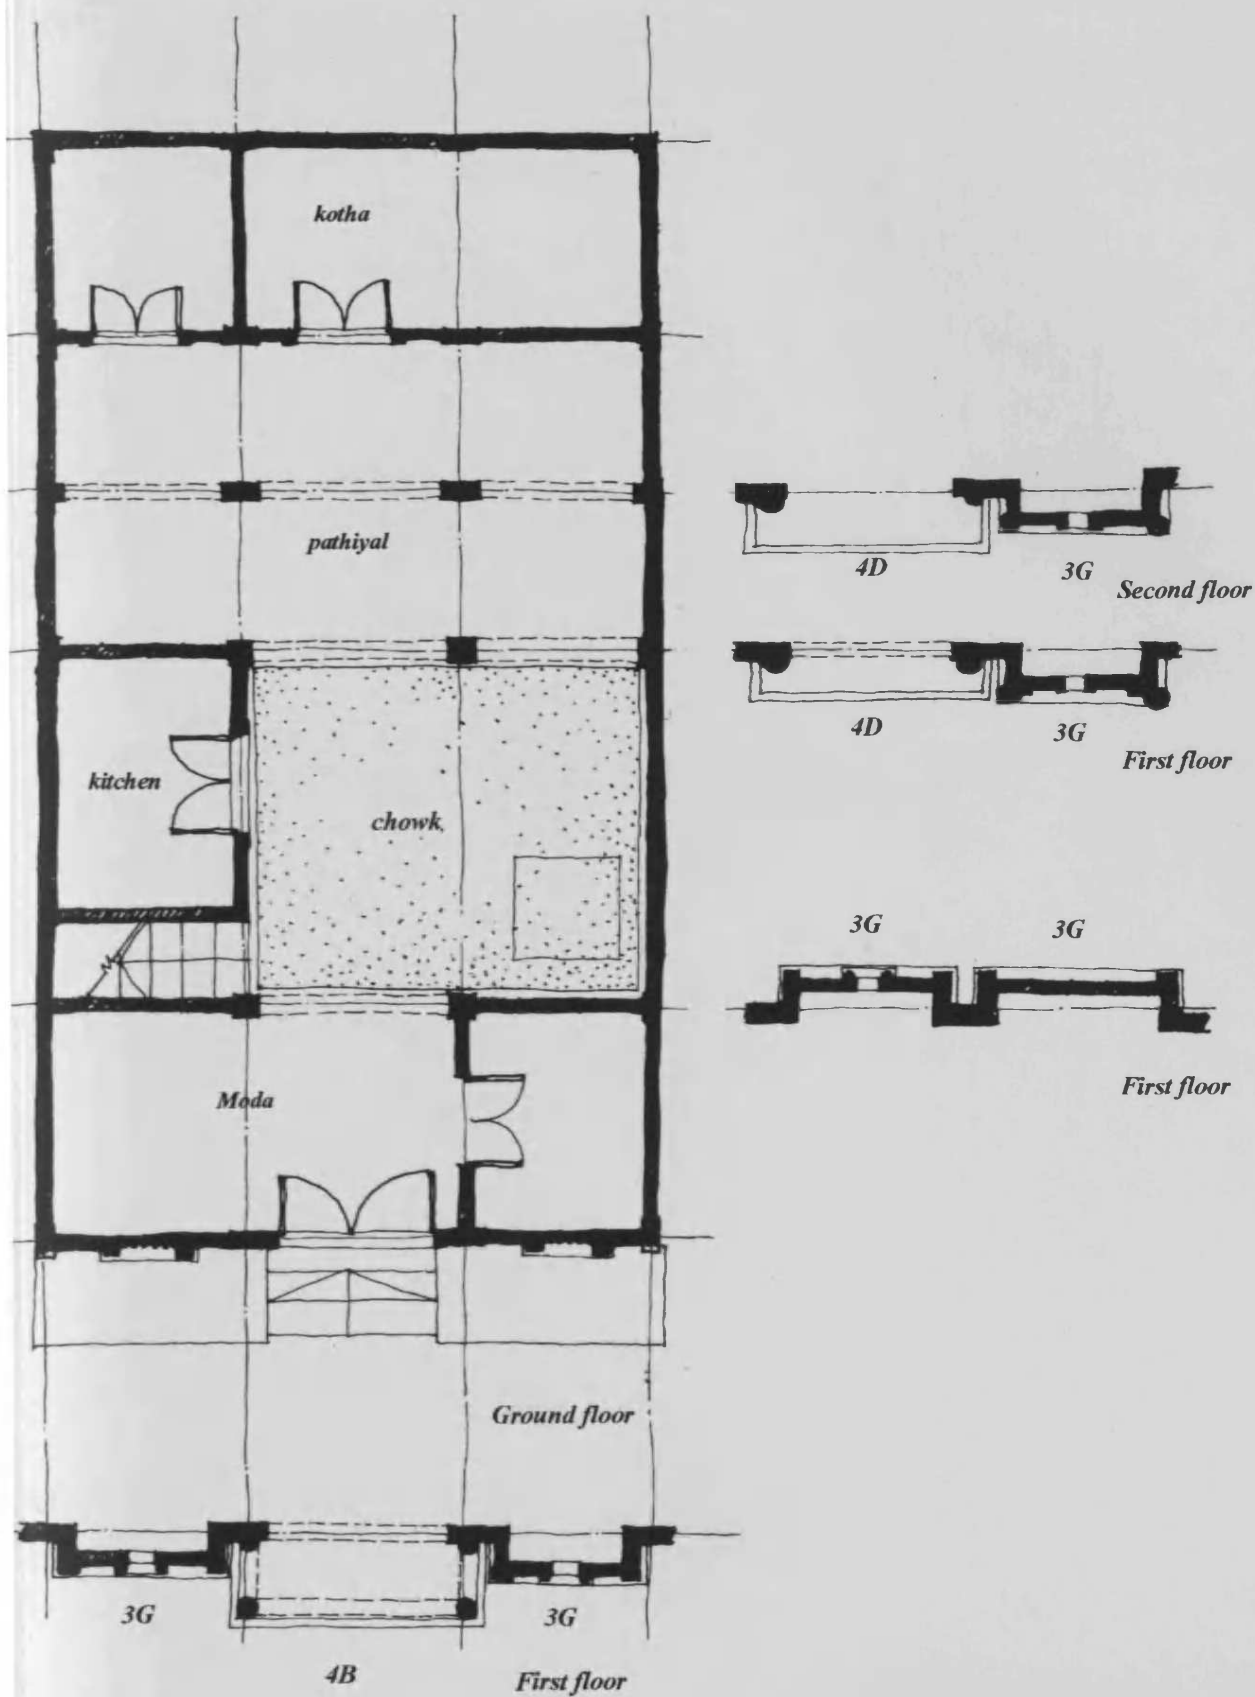 kotha
pathiyal
4D
3G
Second floor
4D
3G
First floor
kitchen
chowk
3G
3G
First floor
Moda
Ground floor
3G
3G
4B
First floor